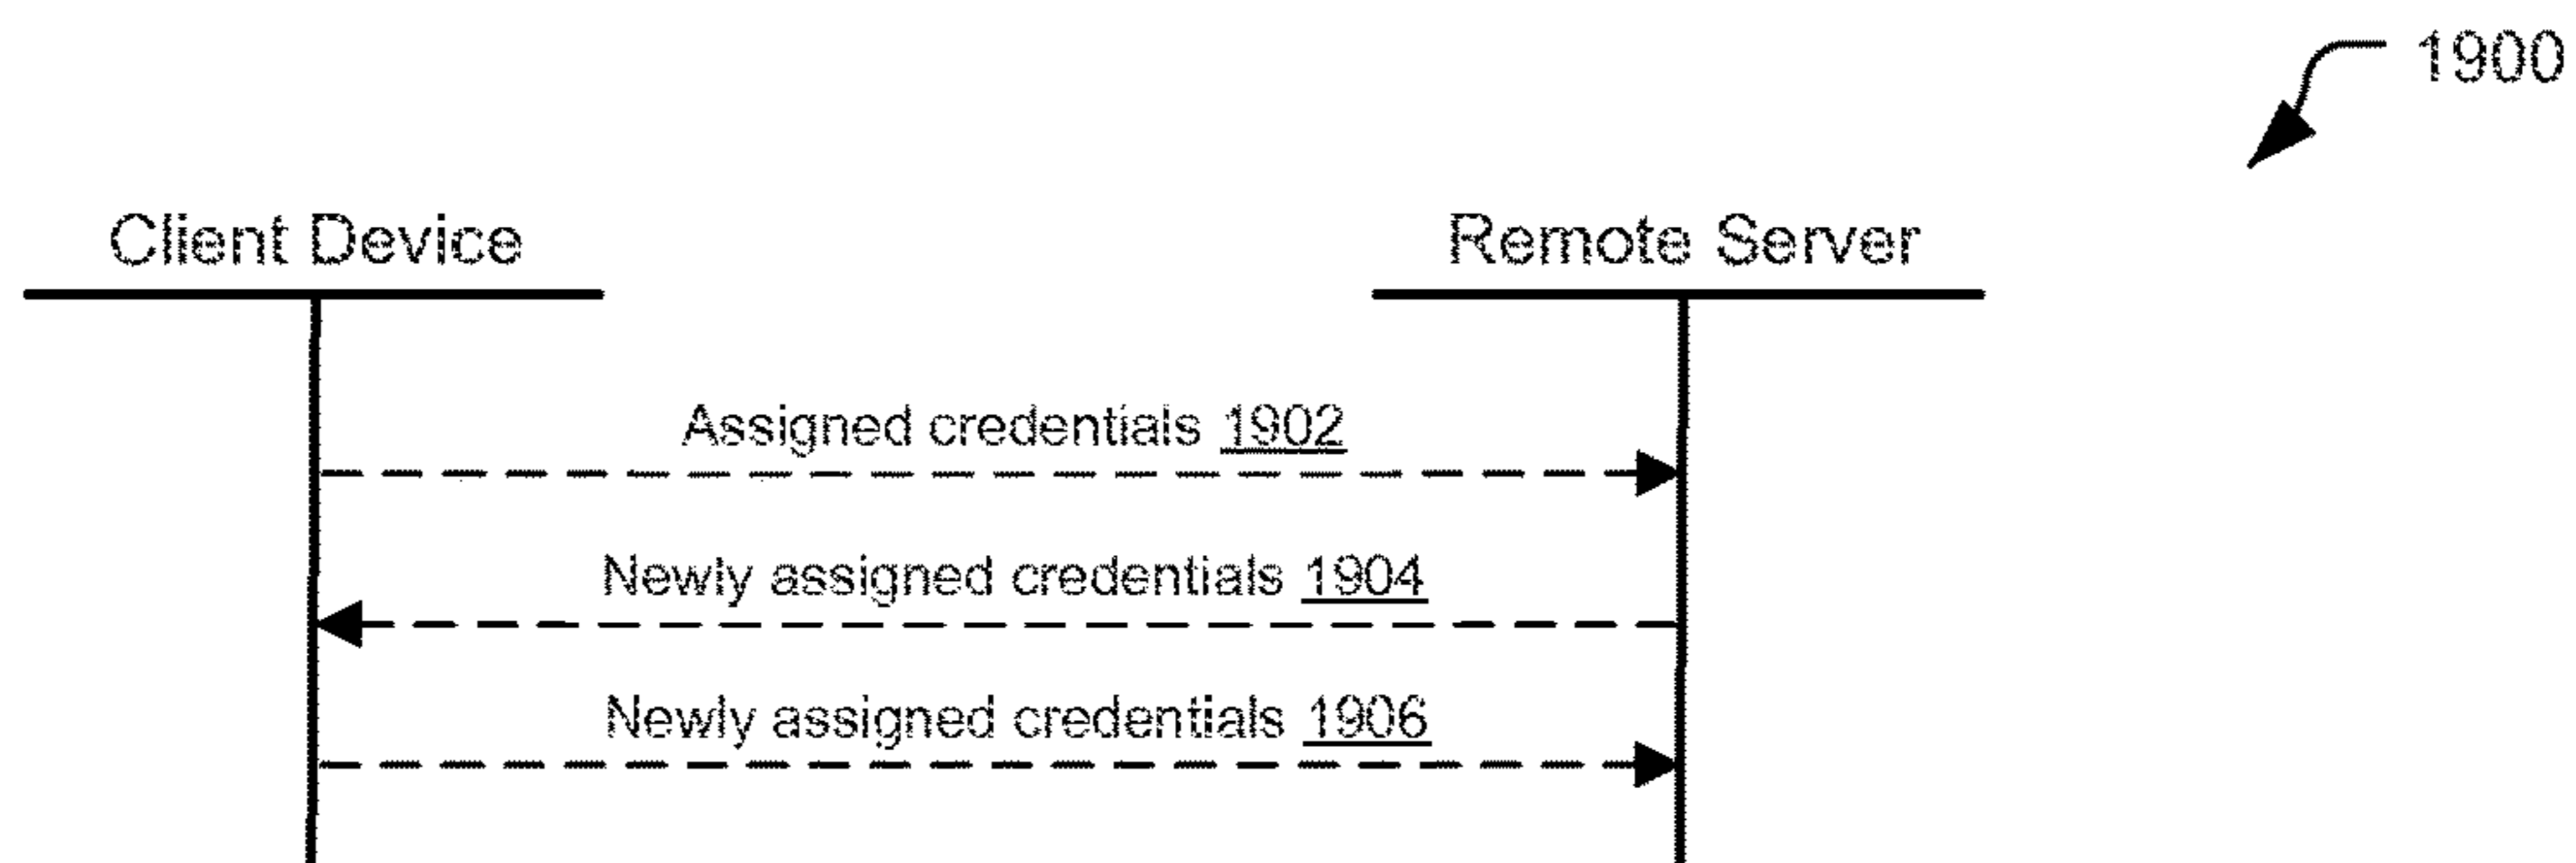 1900
Client Device
Remote Server
Assigned credentials 1902
Newly assigned credentials 1904
Newly assigned credentials 1906